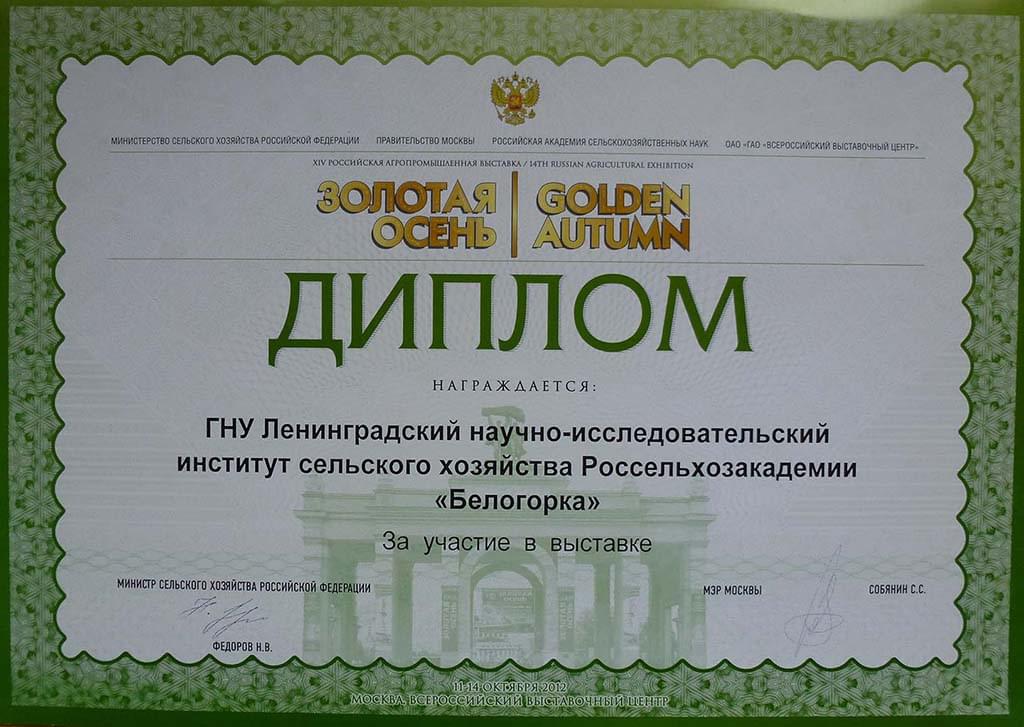 МИНИСТЕРСТВО СЕЛЬСКОГО ХОЗЯЙСТВА РОССИЙСКОЙ ФЕДЕРАЦИИ ПРАВИТЕЛЬСТВО МОСКВЫ РОССИЙСКАЯ АКАДЕМИЯ СЕЛЬСКОХОЗЯЙСТВЕННЫХ НАУК ОАО «ГАО «ВСЕРОССИЙСКИЙ ВЫСТАВОЧНЫЙ ЦЕНТР»
XIV РОССИЙСКАЯ АГРОПРОМЫШЛЕННАЯ ВЫСТАВКА / 14TH RUSSIAN AGRICULTURAL EXHIBITION
ЗОЛОТАЯ ОСЕНЬ
GOLDEN AUTUMN
ДИПЛОМ
НАГРАЖДАЕТСЯ:
ГНУ Ленинградский научно-исследовательский
институт сельского хозяйства Россельхозакадемии
«Белогорка»
За участие в выставке
МИНИСТР СЕЛЬСКОГО ХОЗЯЙСТВА РОССИЙСКОЙ ФЕДЕРАЦИИ
ФЕДОРОВ Н.В.
МЭР МОСКВЫ СОБЯНИН С.С.
11-14 ОКТЯБРЯ 2012
МОСКВА, ВСЕРОССИЙСКИЙ ВЫСТАВОЧНЫЙ ЦЕНТР